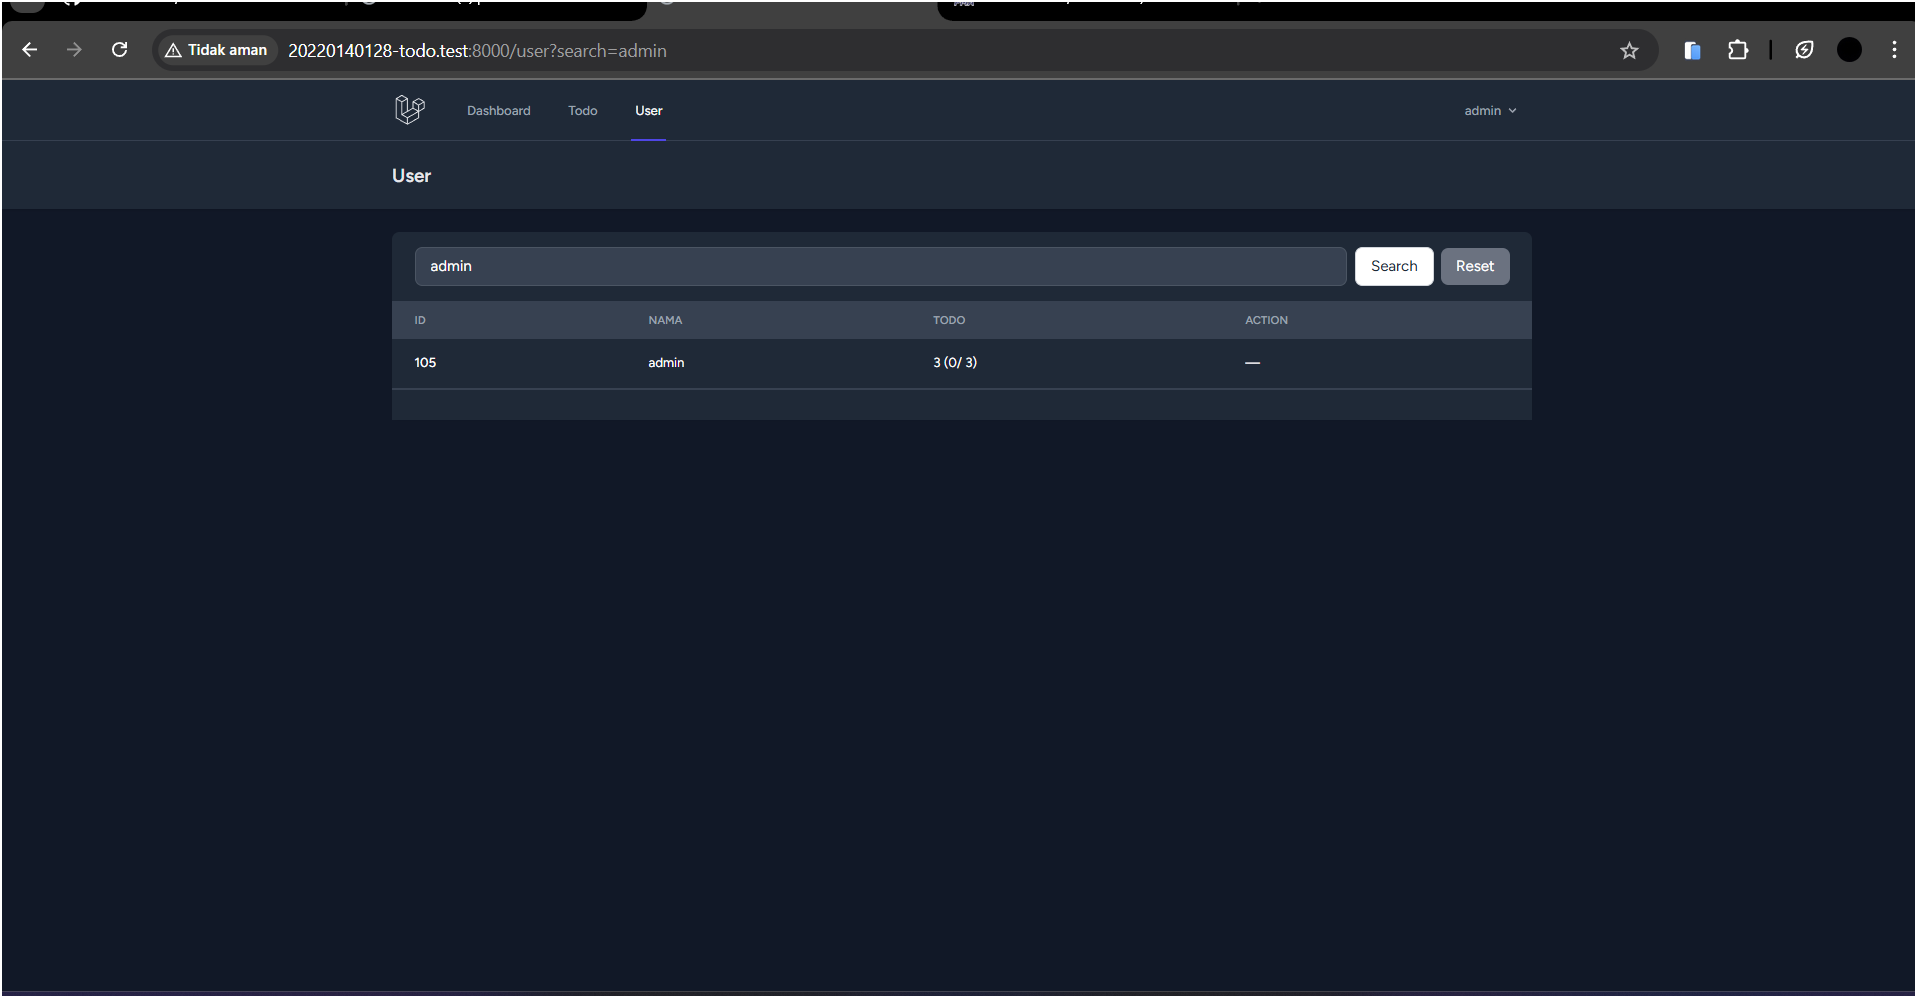 Tidak aman 20220140128-todo.test:8000/user?search=admin
Dashboard Todo User admin
User
admin Search Reset
ID NAMA TODO ACTION
105 admin 3 (0/ 3) —